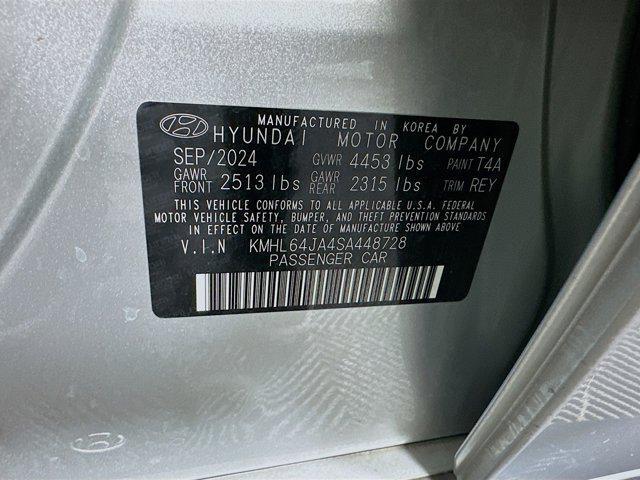 MANUFACTURED IN KOREA BY
HYUNDAI MOTOR COMPANY
SEP/2024 GVWR 4453 lbs PAINT T4A
GAWR FRONT 2513 lbs GAWR REAR 2315 lbs TRIM REY
THIS VEHICLE CONFORMS TO ALL APPLICABLE U.S.A FEDERAL
MOTOR VEHICLE SAFETY, BUMPER, AND THEFT PREVENTION STANDARDS
IN EFFECT ON THE DATE OF MANUFACTURE SHOWN ABOVE
V.I.N KMHL64JA4SA448728
PASSENGER CAR